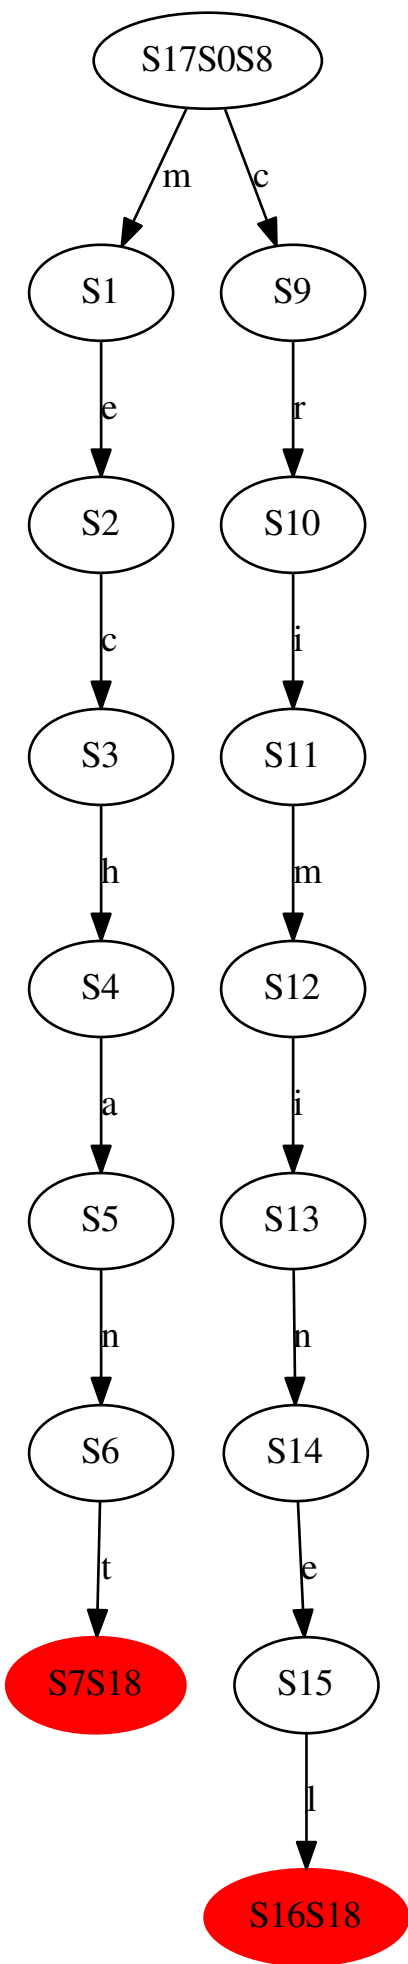 S17S0S8
m c
S1 S9
e r
S2 S10
c i
S3 S11
h m
S4 S12
a i
S5 S13
n n
S6 S14
t e
S7S18 S15
l
S16S18